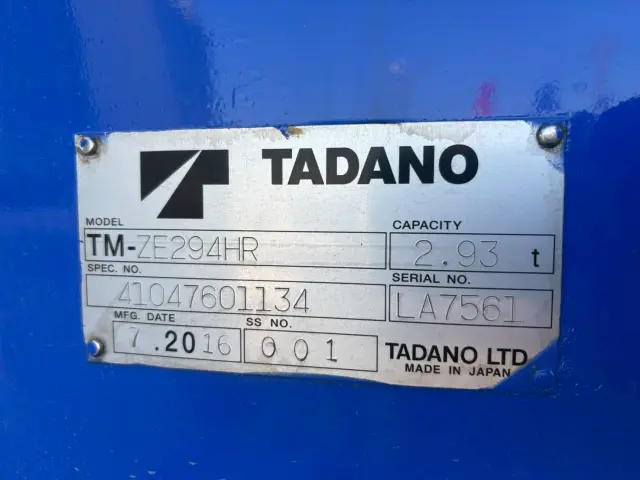 TADANO
MODEL
TM-ZE294HR
CAPACITY
2.93 t
SPEC. NO.
41047601134
SERIAL NO.
LA7561
MFG. DATE
7.2016
SS NO.
001
TADANO LTD
MADE IN JAPAN